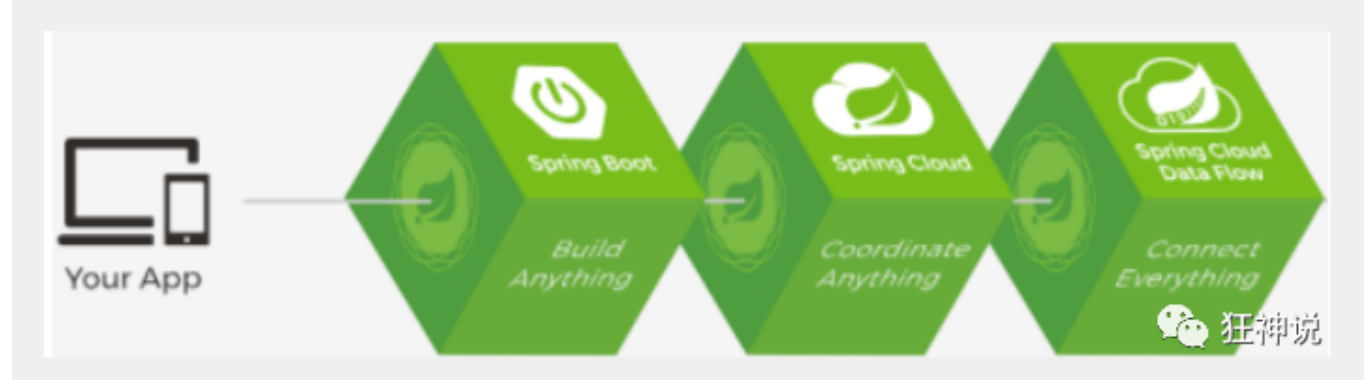 Your App
Spring Boot
Build
Anything
Spring Cloud
Coordinate
Anything
Spring Cloud
Data Flow
Connect
Everything
狂神说